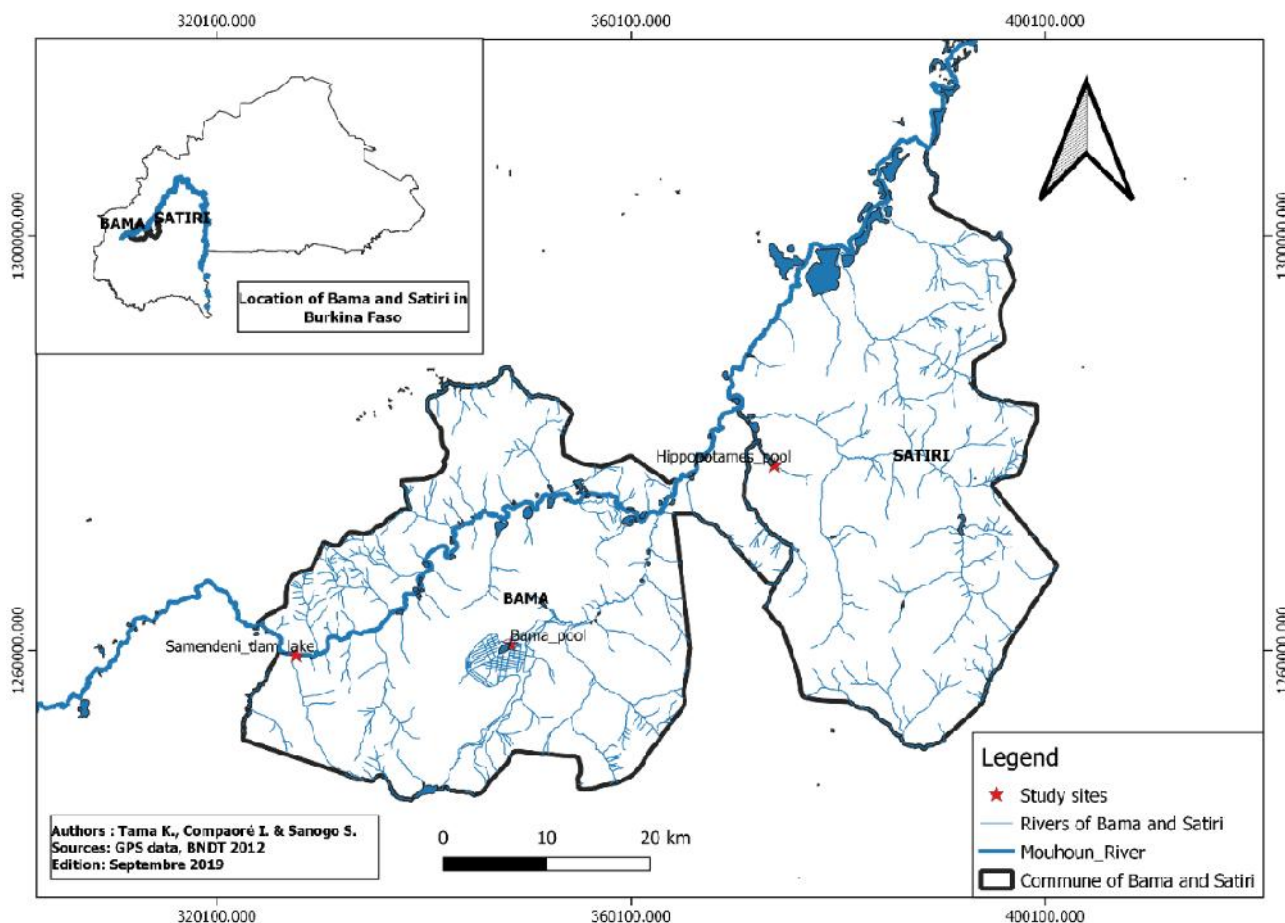 320100.000 360100.000 400100.000
BAMA SATIRI
Location of Bama and Satiri in
Burkina Faso
1300000.000 1300000.000
Hippopotames_pool
SATIRI
BAMA
Bama_pool
Samendeni_dam_lake
1260000.000 1260000.000
Authors : Tama K., Compaoré I. & Sanogo S.
Sources: GPS data, BNDT 2012
Edition: Septembre 2019
0 10 20 km
Legend
Study sites
Rivers of Bama and Satiri
Mouhoun_River
Commune of Bama and Satiri
320100.000 360100.000 400100.000